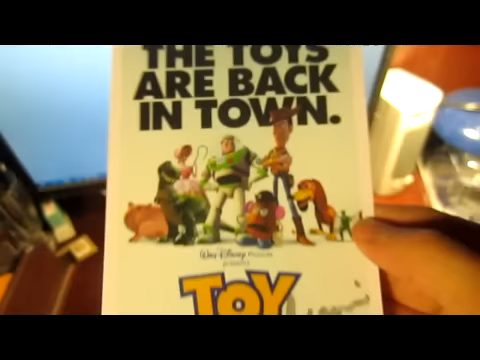 THE TOYS
ARE BACK
IN TOWN.
Walt Disney Pictures
presents
TOY